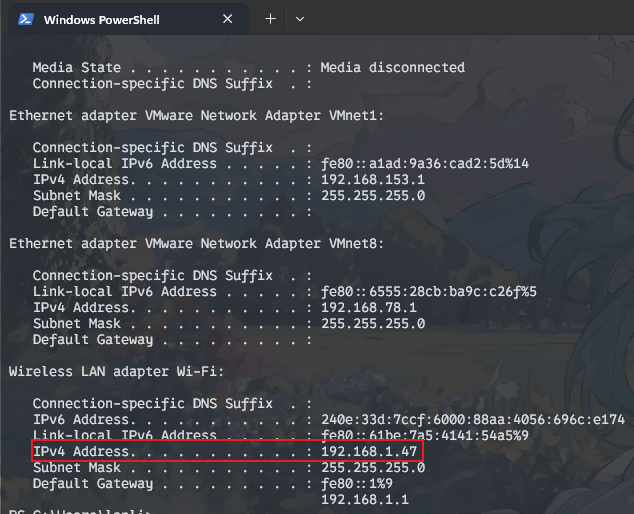 Windows PowerShell
Media State . . . . . . . . . . . : Media disconnected
Connection-specific DNS Suffix  . :
Ethernet adapter VMware Network Adapter VMnet1:
Connection-specific DNS Suffix  . :
Link-local IPv6 Address . . . . . : fe80::a1ad:9a36:cad2:5d%14
IPv4 Address. . . . . . . . . . . : 192.168.153.1
Subnet Mask . . . . . . . . . . . : 255.255.255.0
Default Gateway . . . . . . . . . :
Ethernet adapter VMware Network Adapter VMnet8:
Connection-specific DNS Suffix  . :
Link-local IPv6 Address . . . . . : fe80::6555:28cb:ba9c:c26f%5
IPv4 Address. . . . . . . . . . . : 192.168.78.1
Subnet Mask . . . . . . . . . . . : 255.255.255.0
Default Gateway . . . . . . . . . :
Wireless LAN adapter Wi-Fi:
Connection-specific DNS Suffix  . :
IPv6 Address. . . . . . . . . . . : 240e:33d:7ccf:6000:88aa:4056:696c:e174
Link-local IPv6 Address . . . . . : fe80::61be:7a5:4141:54a5%9
IPv4 Address. . . . . . . . . . . : 192.168.1.47
Subnet Mask . . . . . . . . . . . : 255.255.255.0
Default Gateway . . . . . . . . . : fe80::1%9
192.168.1.1